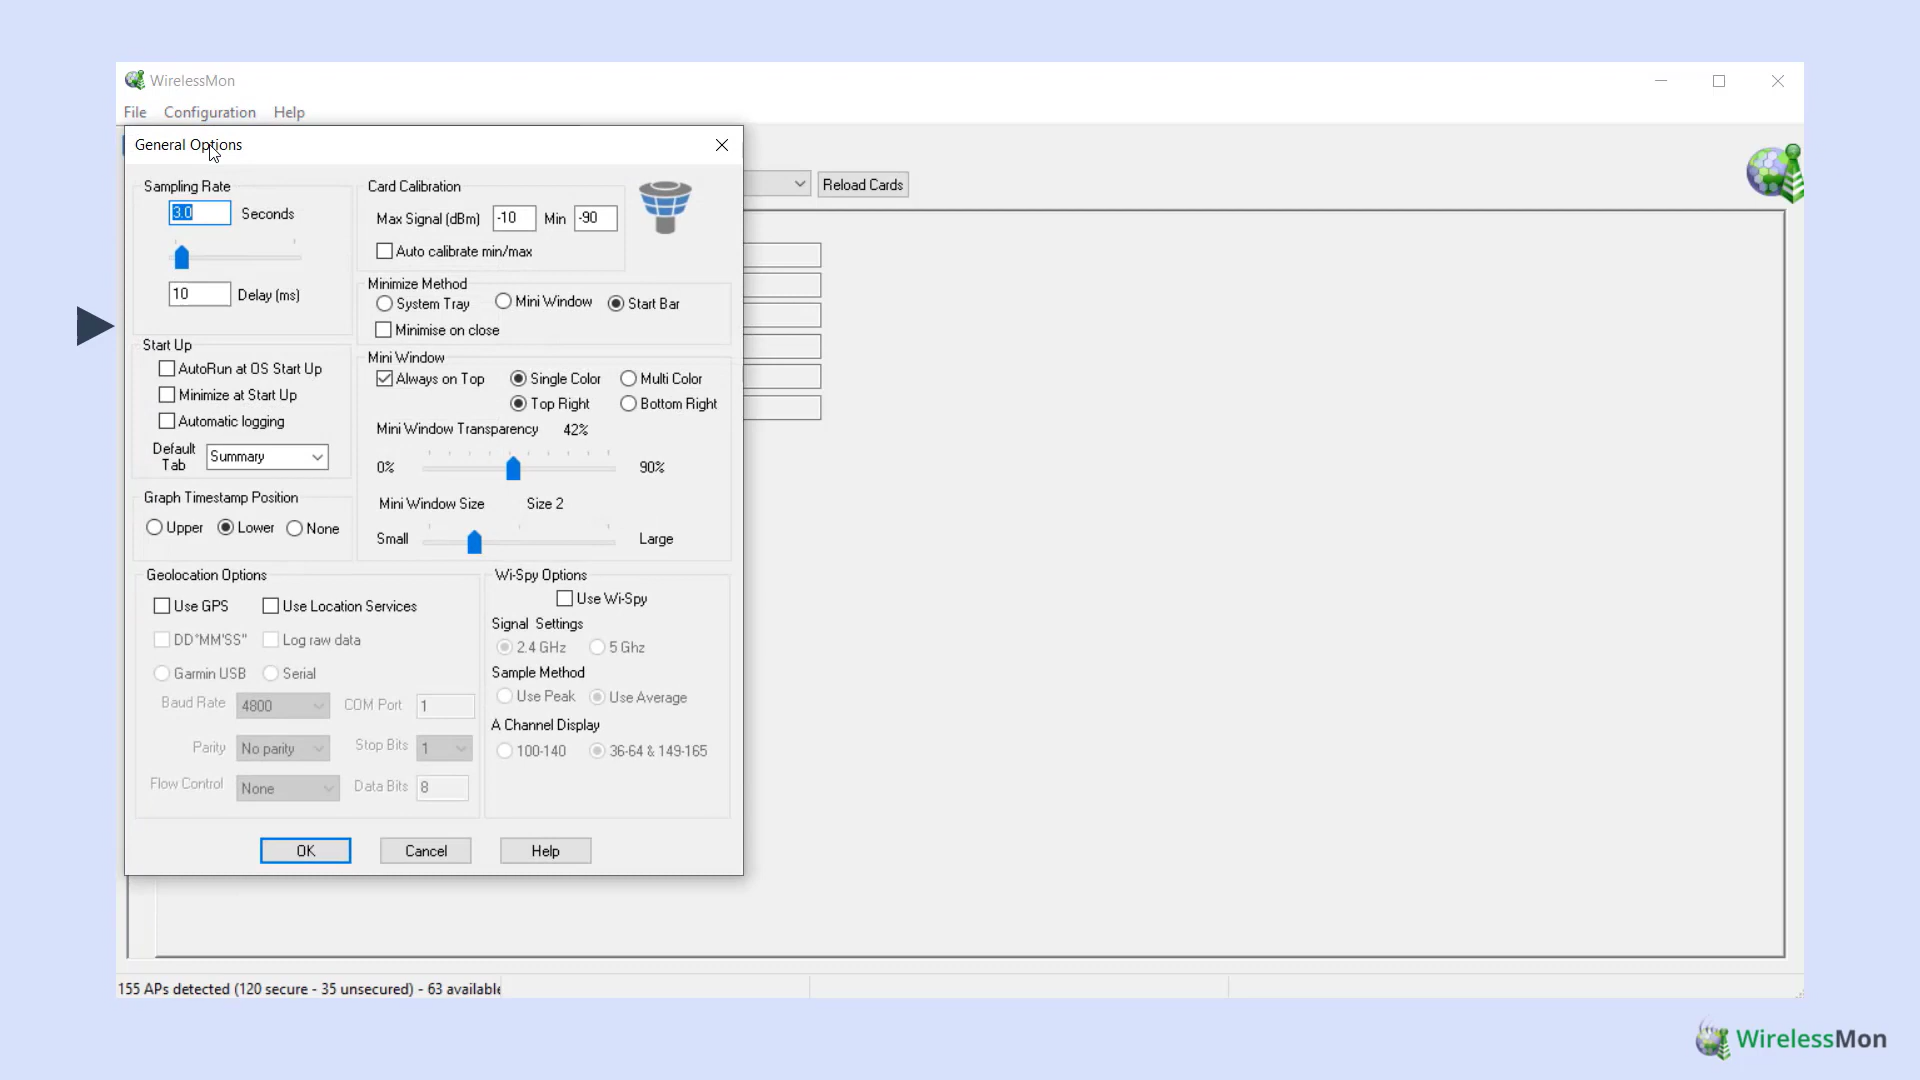 WirelessMon
File Configuration Help
General Options
Reload Cards
Sampling Rate
3.0 Seconds
10 Delay (ms)
Card Calibration
Max Signal (dBm) -10 Min -90
Auto calibrate min/max
Minimize Method
System Tray Mini Window Start Bar
Minimise on close
Start Up
AutoRun at OS Start Up
Minimize at Start Up
Automatic logging
Default
Tab
Summary
Mini Window
Always on Top Single Color Multi Color
Top Right Bottom Right
Mini Window Transparency 42%
0% 90%
Mini Window Size Size 2
Small Large
Graph Timestamp Position
Upper Lower None
Geolocation Options
Use GPS Use Location Services
DD°MM'SS" Log raw data
Garmin USB Serial
Baud Rate 4800 COM Port 1
Parity No parity Stop Bits 1
Flow Control None Data Bits 8
Wi-Spy Options
Use Wi-Spy
Signal Settings
2.4 GHz 5 Ghz
Sample Method
Use Peak Use Average
A Channel Display
100-140 36-64 & 149-165
OK Cancel Help
155 APs detected (120 secure - 35 unsecured) - 63 available
WirelessMon